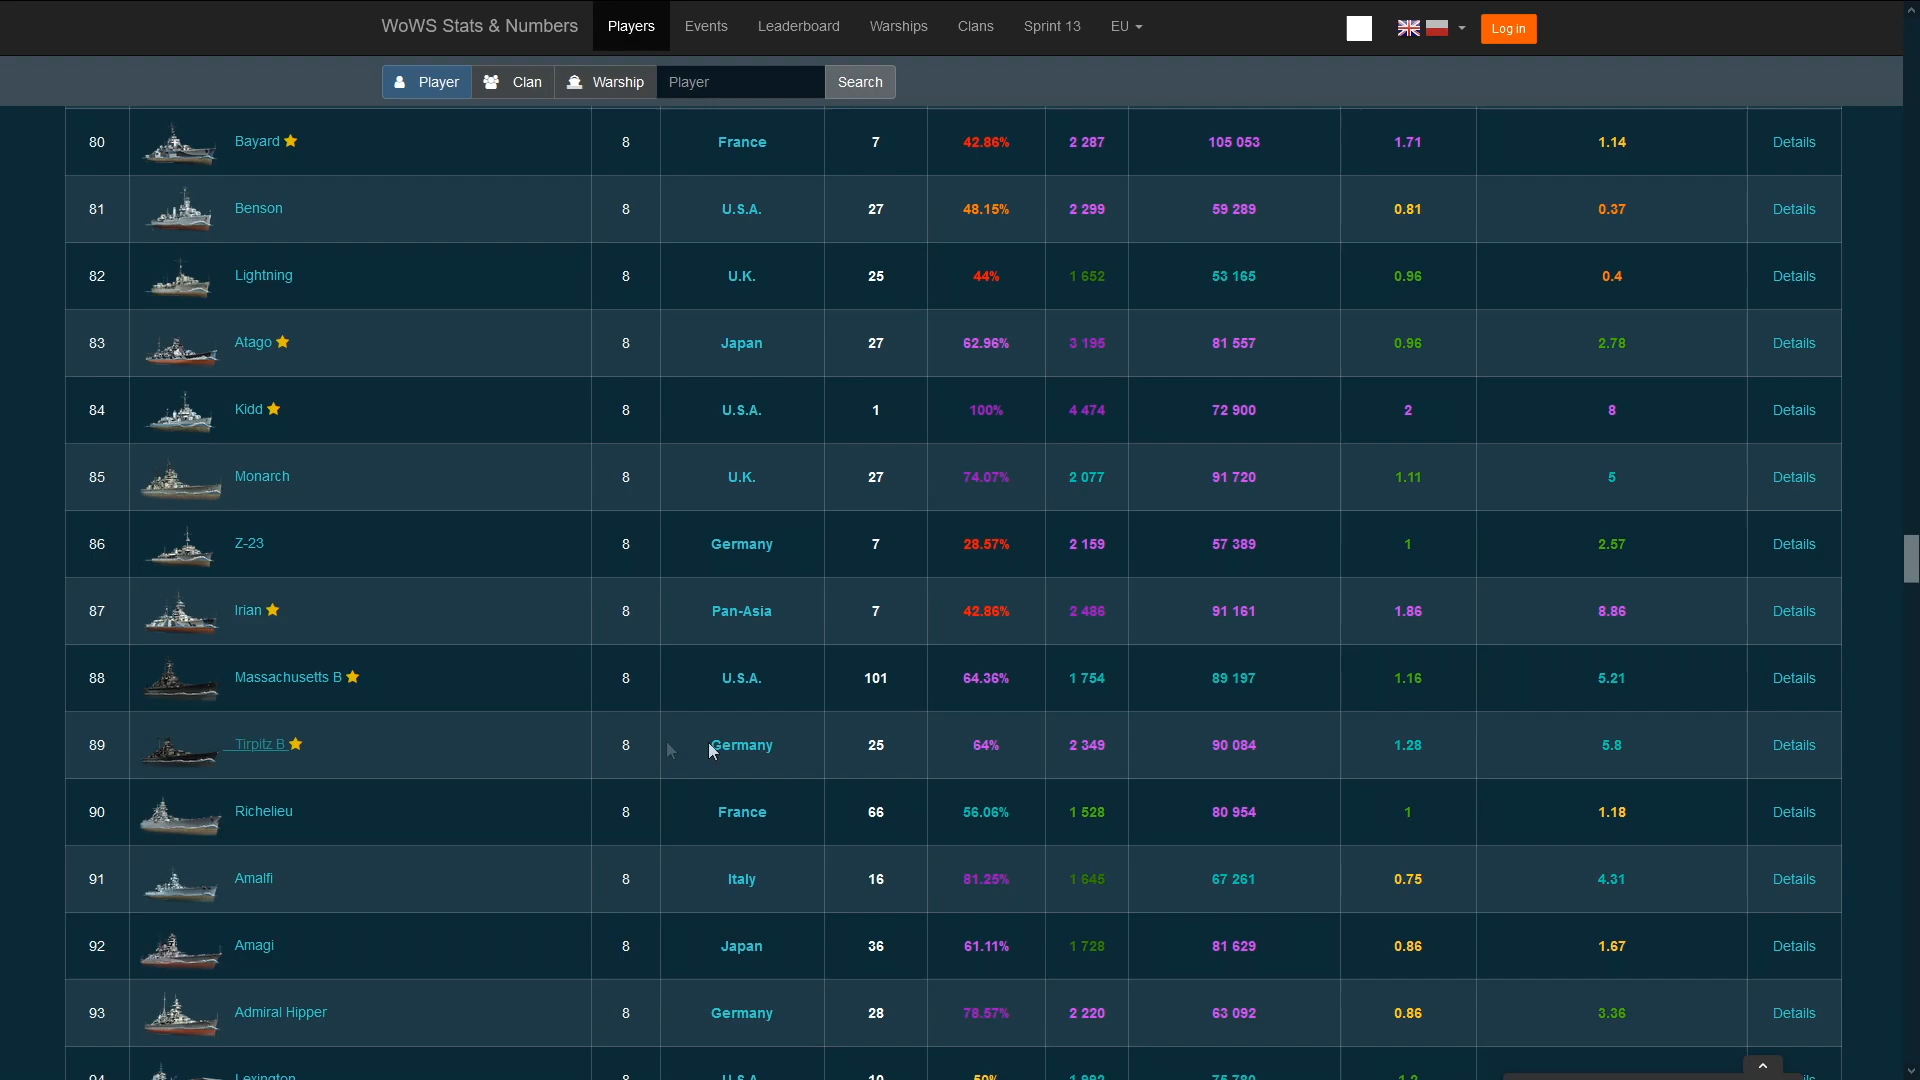 WoWS Stats & Numbers Players Events Leaderboard Warships Clans Sprint 13 EU Log in
Player Clan Warship Player Search
80 Bayard 8 France 7 42.86% 2 287 105 053 1.71 1.14 Details
81 Benson 8 U.S.A. 27 48.15% 2 299 59 289 0.81 0.37 Details
82 Lightning 8 U.K. 25 44% 1 652 53 165 0.96 0.4 Details
83 Atago 8 Japan 27 62.96% 3 195 81 557 0.96 2.78 Details
84 Kidd 8 U.S.A. 1 100% 4 474 72 900 2 8 Details
85 Monarch 8 U.K. 27 74.07% 2 077 91 720 1.11 5 Details
86 Z-23 8 Germany 7 28.57% 2 159 57 389 1 2.57 Details
87 Irian 8 Pan-Asia 7 42.86% 2 486 91 161 1.86 8.86 Details
88 Massachusetts B 8 U.S.A. 101 64.36% 1 754 89 197 1.16 5.21 Details
89 Tirpitz B 8 Germany 25 64% 2 349 90 084 1.28 5.8 Details
90 Richelieu 8 France 66 56.06% 1 528 80 954 1 1.18 Details
91 Amalfi 8 Italy 16 81.25% 1 645 67 261 0.75 4.31 Details
92 Amagi 8 Japan 36 61.11% 1 728 81 629 0.86 1.67 Details
93 Admiral Hipper 8 Germany 28 78.57% 2 220 63 092 0.86 3.36 Details
94 Lexington 8 U.S.A. 10 50%